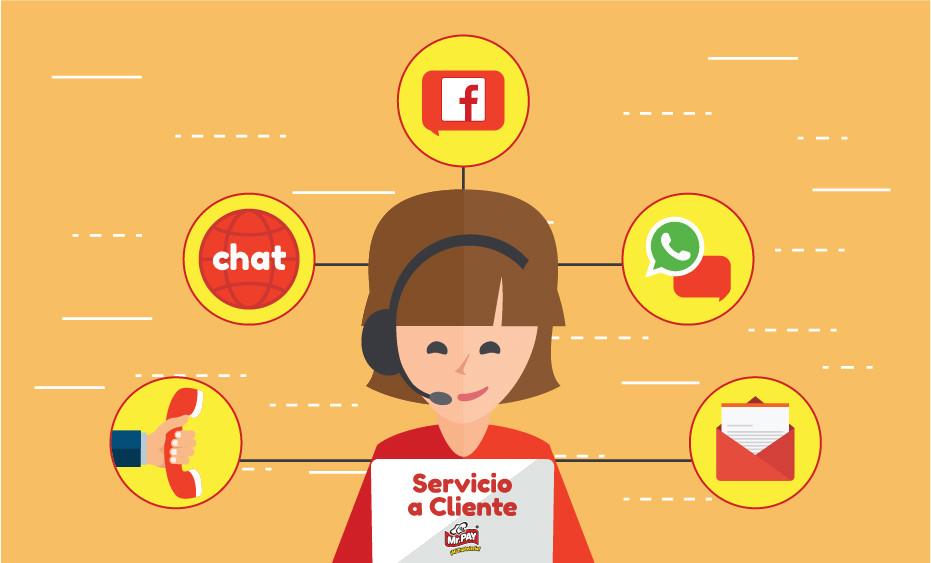 f
chat
Servicio
a Cliente
Mr. PAY